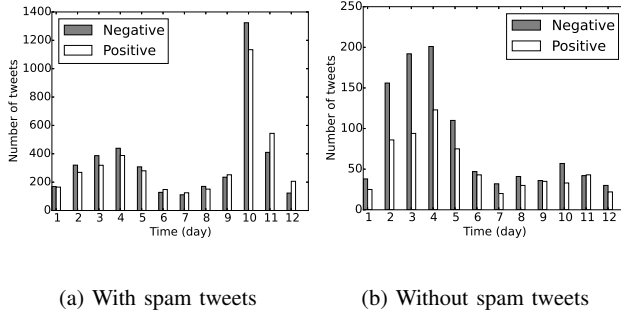 1400
1200
1000
800
600
400
200
0
Number of tweets
Negative
Positive
1 2 3 4 5 6 7 8 9 10 11 12
Time (day)
(a) With spam tweets
250
200
150
100
50
0
Number of tweets
Negative
Positive
1 2 3 4 5 6 7 8 9 10 11 12
Time (day)
(b) Without spam tweets